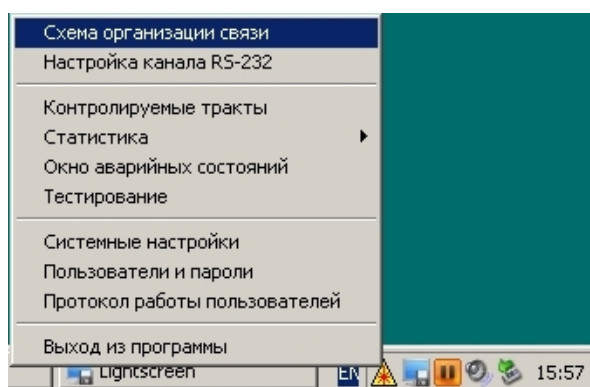 Схема организации связи
Настройка канала RS-232
Контролируемые тракты
Статистика
Окно аварийных состояний
Тестирование
Системные настройки
Пользователи и пароли
Протокол работы пользователей
Выход из программы
Lightscreen
EN
15:57